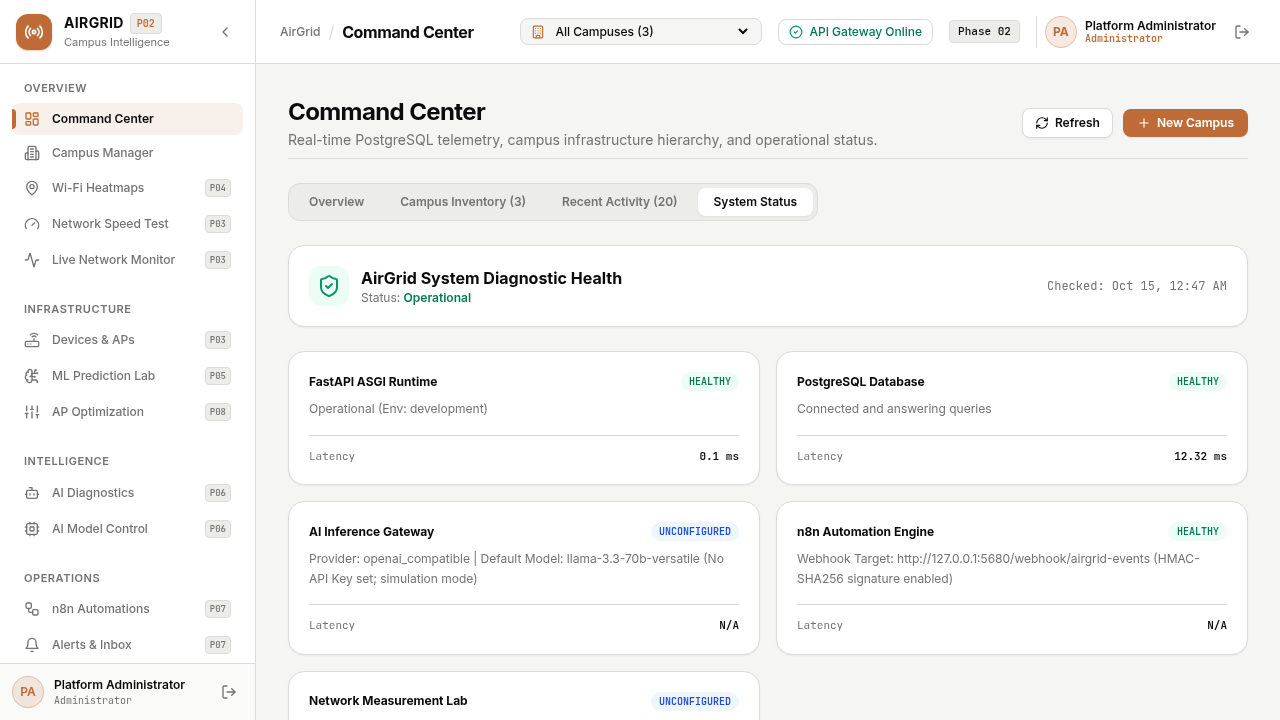 AIRGRID P02
Campus Intelligence
OVERVIEW
Command Center
Campus Manager
Wi-Fi Heatmaps P04
Network Speed Test P03
Live Network Monitor P03
INFRASTRUCTURE
Devices & APs P03
ML Prediction Lab P05
AP Optimization P08
INTELLIGENCE
AI Diagnostics P06
AI Model Control P06
OPERATIONS
n8n Automations P07
Alerts & Inbox P07
PA Platform Administrator
Administrator
AirGrid / Command Center
All Campuses (3)
API Gateway Online
Phase 02
PA Platform Administrator
Administrator
Command Center
Real-time PostgreSQL telemetry, campus infrastructure hierarchy, and operational status.
Refresh
New Campus
Overview
Campus Inventory (3)
Recent Activity (20)
System Status
AirGrid System Diagnostic Health
Status: Operational
Checked: Oct 15, 12:47 AM
FastAPI ASGI Runtime HEALTHY
Operational (Env: development)
Latency 0.1 ms
PostgreSQL Database HEALTHY
Connected and answering queries
Latency 12.32 ms
AI Inference Gateway UNCONFIGURED
Provider: openai_compatible | Default Model: llama-3.3-70b-versatile (No
API Key set; simulation mode)
Latency N/A
n8n Automation Engine HEALTHY
Webhook Target: http://127.0.0.1:5680/webhook/airgrid-events (HMAC-
SHA256 signature enabled)
Latency N/A
Network Measurement Lab UNCONFIGURED